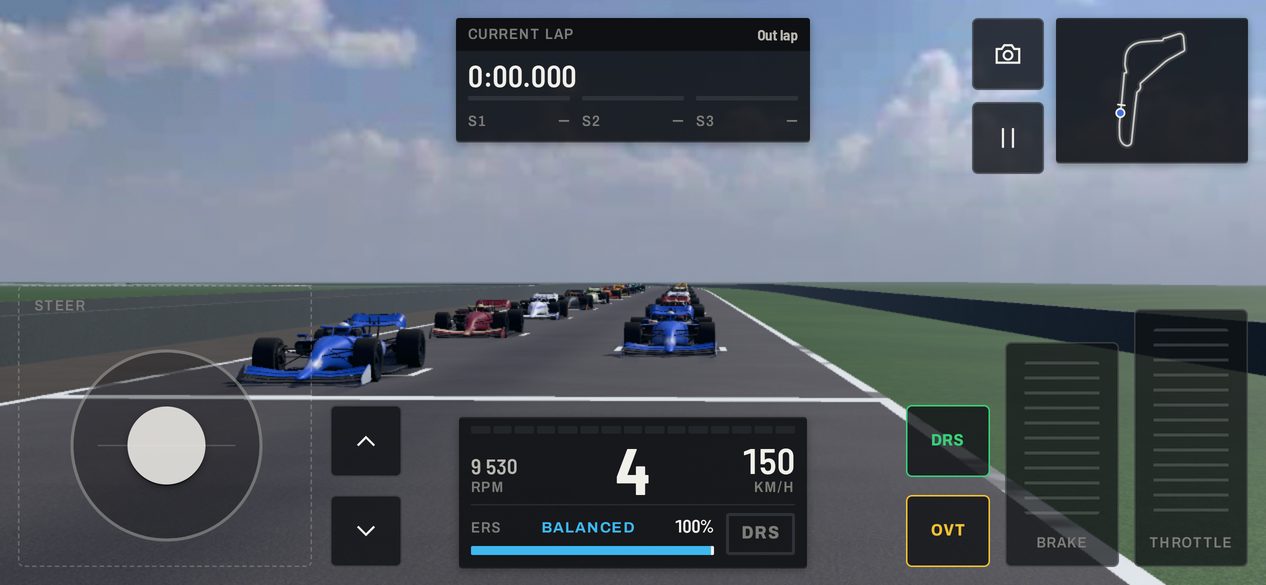 CURRENT LAP Out lap
0:00.000
S1 – S2 – S3 –
STEER
9 530
RPM
4
150
KM/H
ERS BALANCED 100% DRS
DRS
OVT
BRAKE
THROTTLE